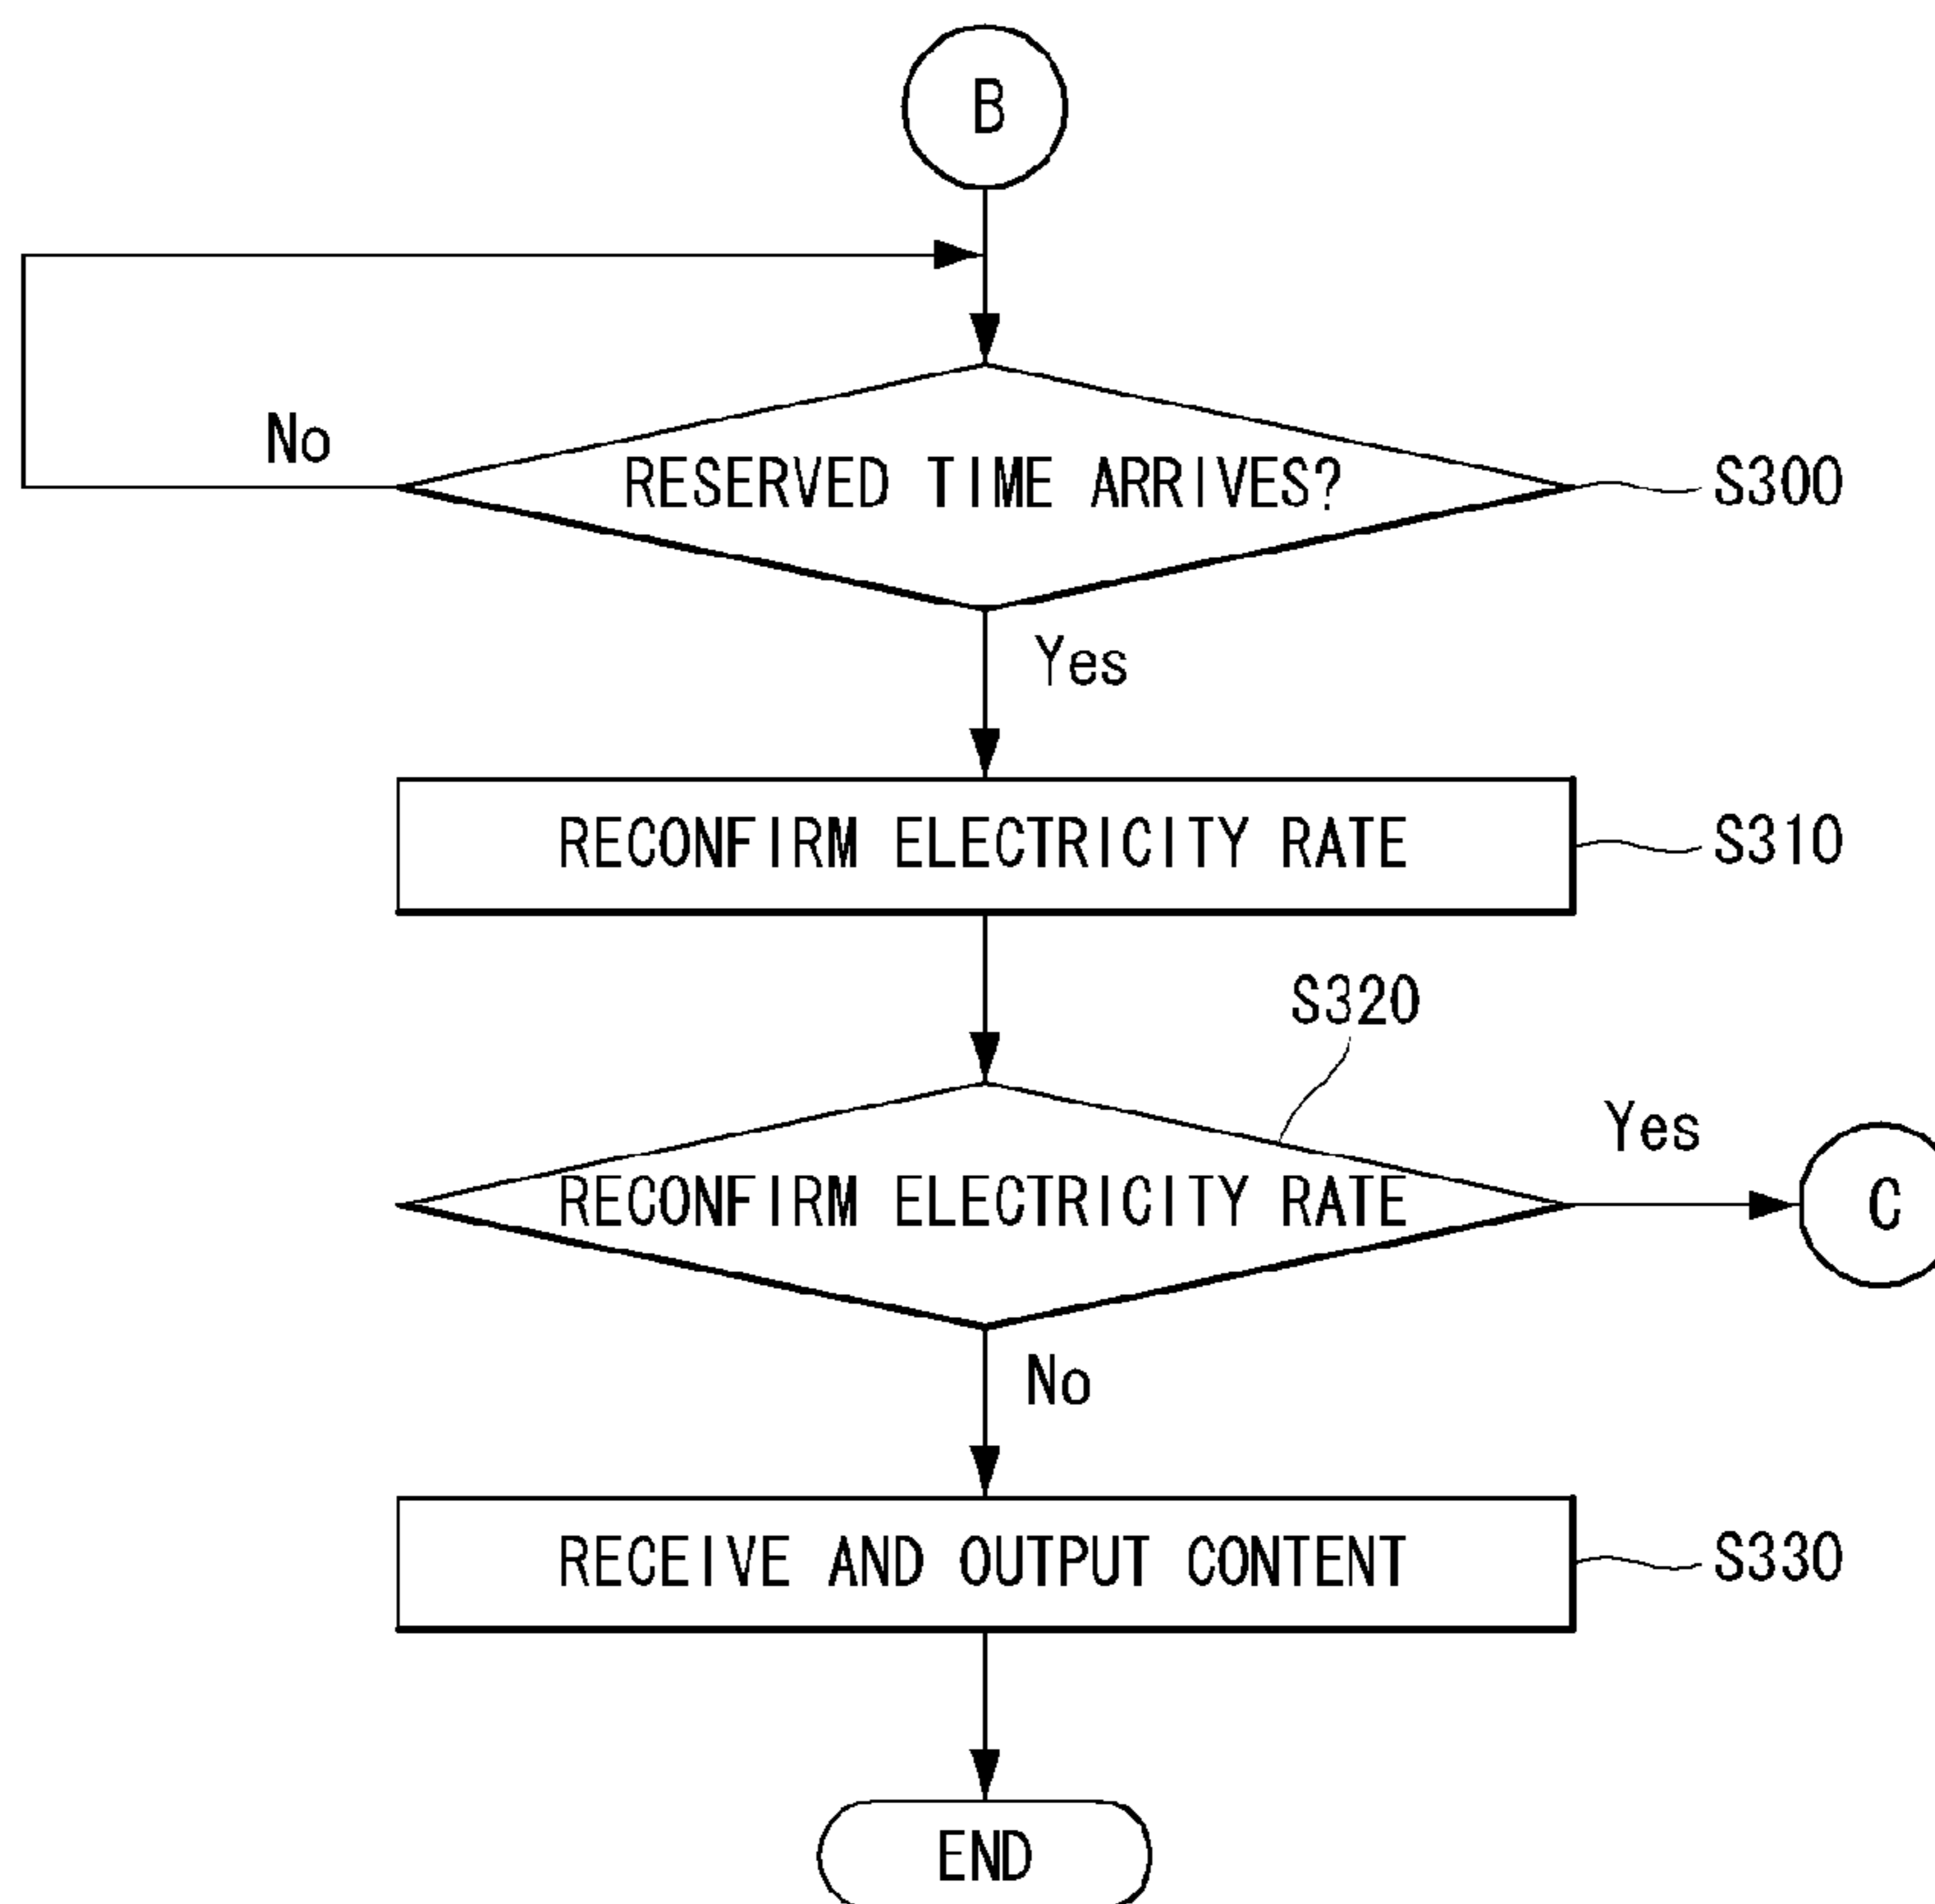 B
No
RESERVED TIME ARRIVES?
S300
Yes
RECONFIRM ELECTRICITY RATE
S310
S320
RECONFIRM ELECTRICITY RATE
Yes
C
No
RECEIVE AND OUTPUT CONTENT
S330
END